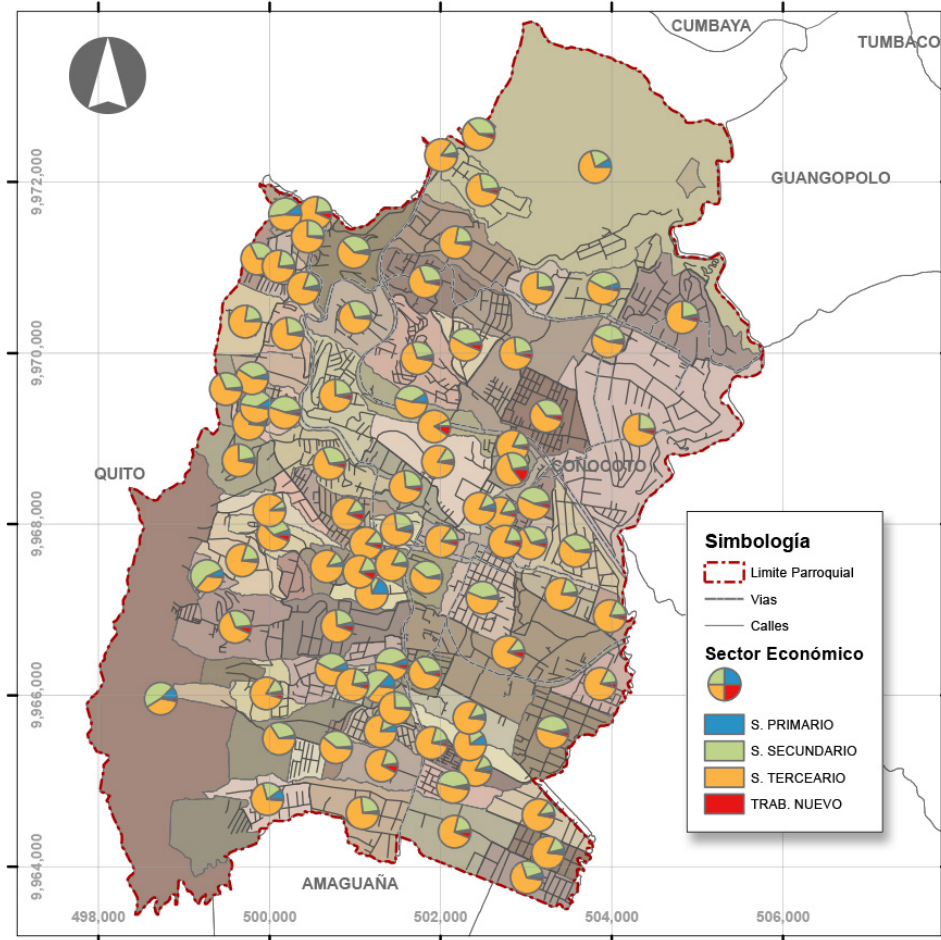 CUMBAYA
TUMBACO
GUANGOPOLO
QUITO
CONOCOTO
AMAGUAÑA
9,972,000
9,970,000
9,968,000
9,966,000
9,964,000
498,000
500,000
502,000
504,000
506,000
Simbología
Limite Parroquial
Vias
Calles
Sector Económico
S. PRIMARIO
S. SECUNDARIO
S. TERCEARIO
TRAB. NUEVO